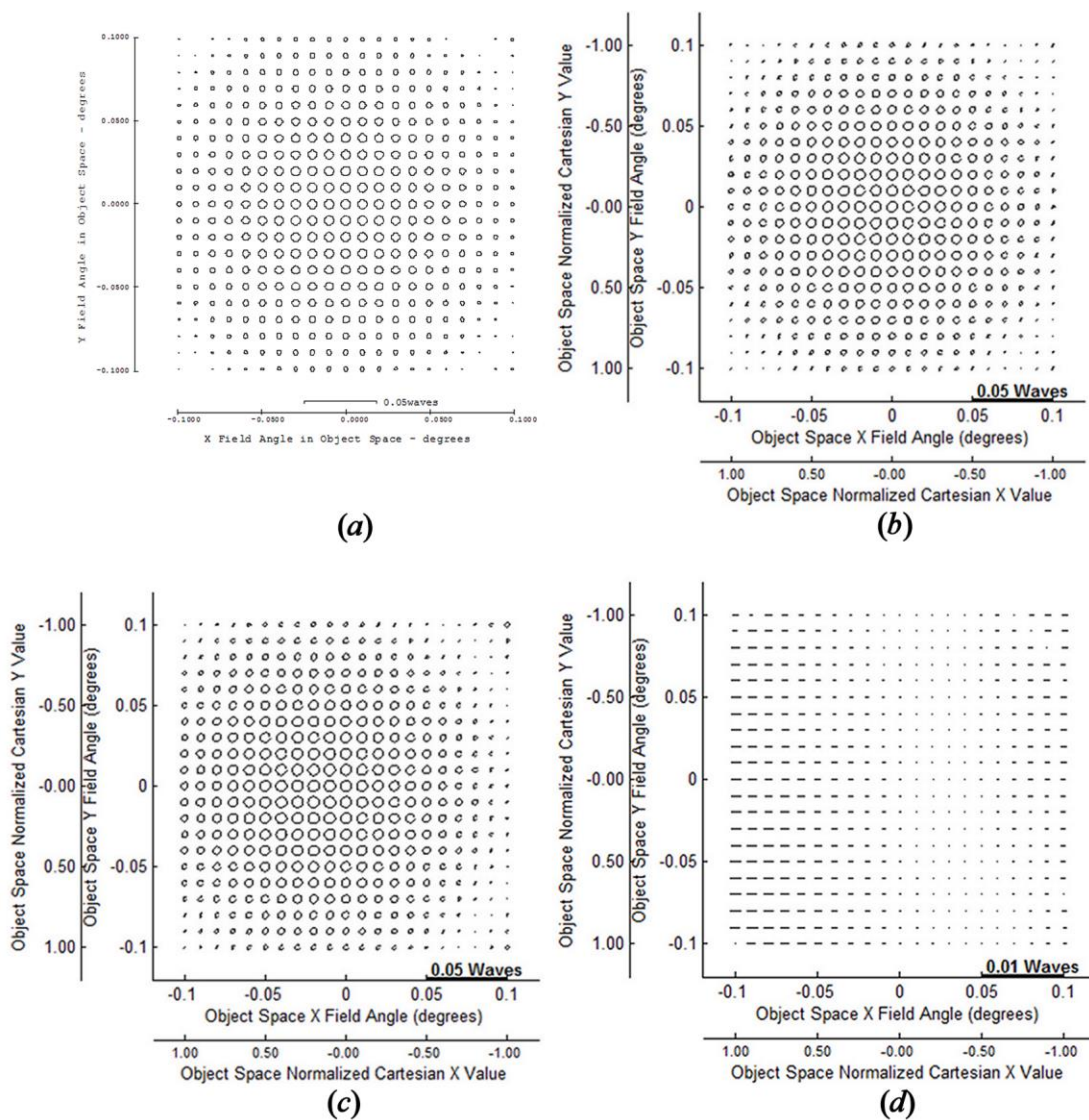 0.1000
0.0500
0.0000
-0.0500
-0.1000
Y Field Angle in Object Space - degrees
0.05waves
-0.1000 -0.0500 0.0000 0.0500 0.1000
X Field Angle in Object Space - degrees
(a)
Object Space Normalized Cartesian Y Value
-1.00
-0.50
-0.00
0.50
1.00
Object Space Y Field Angle (degrees)
0.1
0.05
0
-0.05
-0.1
0.05 Waves
-0.1 -0.05 0 0.05 0.1
Object Space X Field Angle (degrees)
1.00 0.50 -0.00 -0.50 -1.00
Object Space Normalized Cartesian X Value
(b)
Object Space Normalized Cartesian Y Value
-1.00
-0.50
-0.00
0.50
1.00
Object Space Y Field Angle (degrees)
0.1
0.05
0
-0.05
-0.1
0.05 Waves
-0.1 -0.05 0 0.05 0.1
Object Space X Field Angle (degrees)
1.00 0.50 -0.00 -0.50 -1.00
Object Space Normalized Cartesian X Value
(c)
Object Space Normalized Cartesian Y Value
-1.00
-0.50
-0.00
0.50
1.00
Object Space Y Field Angle (degrees)
0.1
0.05
0
-0.05
-0.1
0.01 Waves
-0.1 -0.05 0 0.05 0.1
Object Space X Field Angle (degrees)
1.00 0.50 -0.00 -0.50 -1.00
Object Space Normalized Cartesian X Value
(d)